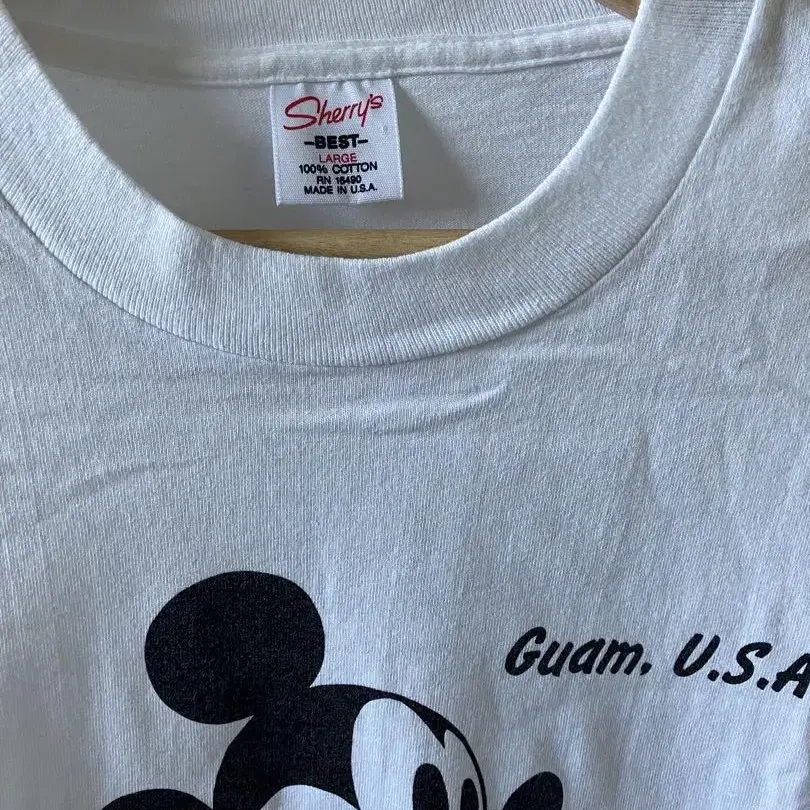 Sherry's
-BEST-
LARGE
100% COTTON
RN 16490
MADE IN U.S.A.
Guam. U.S.A